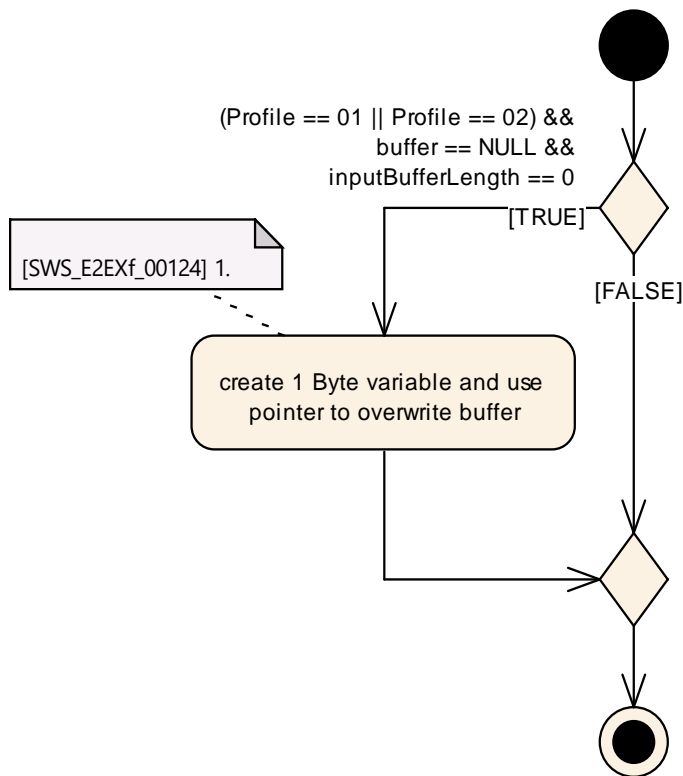 (Profile == 01 || Profile == 02) &&
buffer == NULL &&
inputBufferLength == 0
[TRUE]
[SWS_E2EXf_00124] 1.
[FALSE]
create 1 Byte variable and use
pointer to overwrite buffer